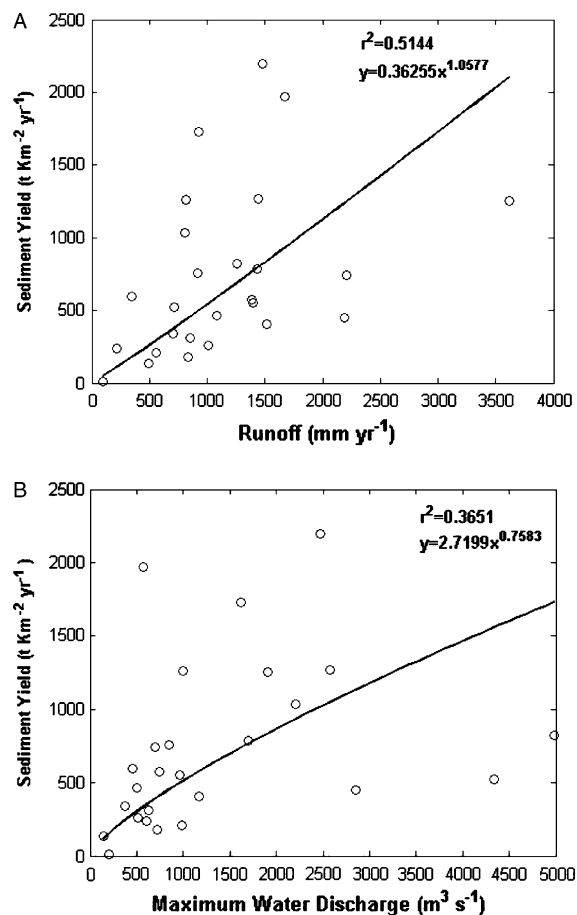 A
r²=0.5144
y=0.36255x^1.0577
Sediment Yield (t Km⁻² yr⁻¹)
2500
2000
1500
1000
500
0
0 500 1000 1500 2000 2500 3000 3500 4000
Runoff (mm yr⁻¹)
B
r²=0.3651
y=2.7199x^0.7583
Sediment Yield (t Km⁻² yr⁻¹)
2500
2000
1500
1000
500
0
0 500 1000 1500 2000 2500 3000 3500 4000 4500 5000
Maximum Water Discharge (m³ s⁻¹)